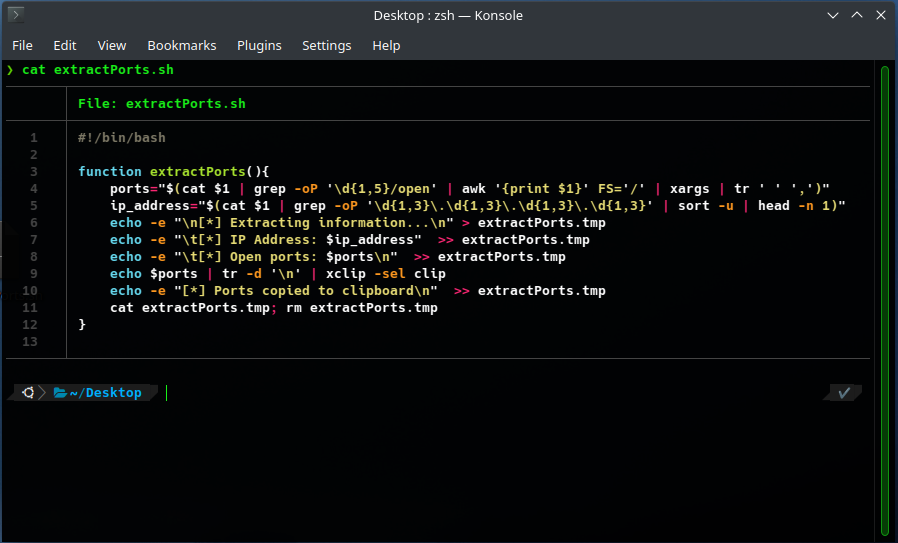 Desktop : zsh — Konsole
File Edit View Bookmarks Plugins Settings Help
❯ cat extractPorts.sh
File: extractPorts.sh
1 #!/bin/bash
2
3 function extractPorts(){
4 ports="$(cat $1 | grep -oP '\d{1,5}/open' | awk '{print $1}' FS='/' | xargs | tr ' ' ',')"
5 ip_address="$(cat $1 | grep -oP '\d{1,3}\.\d{1,3}\.\d{1,3}\.\d{1,3}' | sort -u | head -n 1)"
6 echo -e "\n[*] Extracting information...\n" > extractPorts.tmp
7 echo -e "\t[*] IP Address: $ip_address"  >> extractPorts.tmp
8 echo -e "\t[*] Open ports: $ports\n"  >> extractPorts.tmp
9 echo $ports | tr -d '\n' | xclip -sel clip
10 echo -e "[*] Ports copied to clipboard\n"  >> extractPorts.tmp
11 cat extractPorts.tmp; rm extractPorts.tmp
12 }
13
~/Desktop